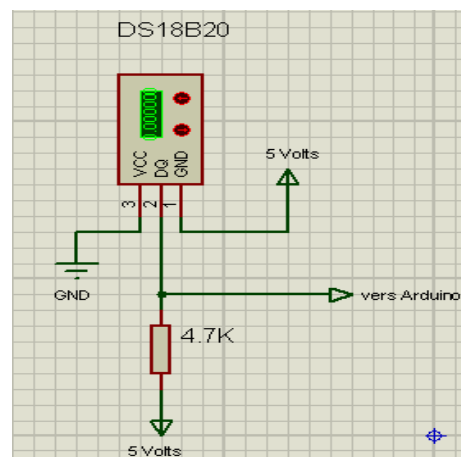 DS18B20
VCC
DQ
GND
3
2
1
5 Volts
GND
vers Arduino
4.7K
5 Volts